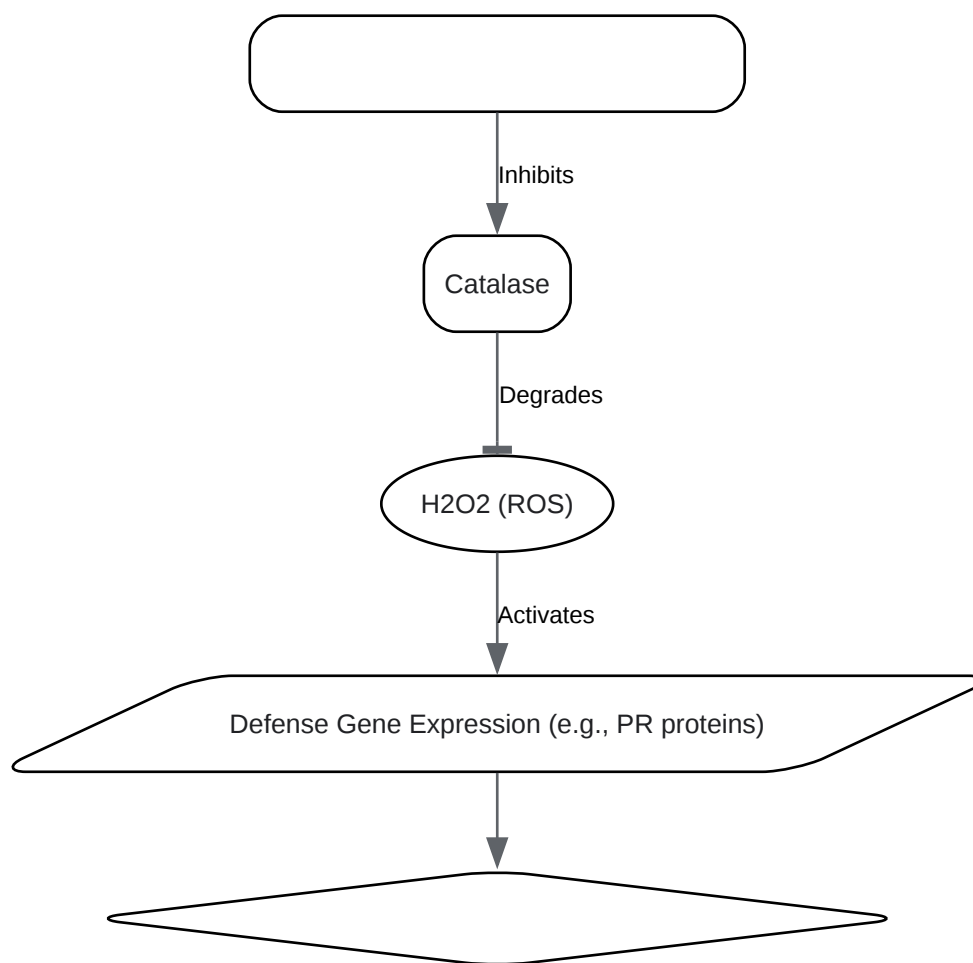 Inhibits
Catalase
Degrades
H2O2 (ROS)
Activates
Defense Gene Expression (e.g., PR proteins)